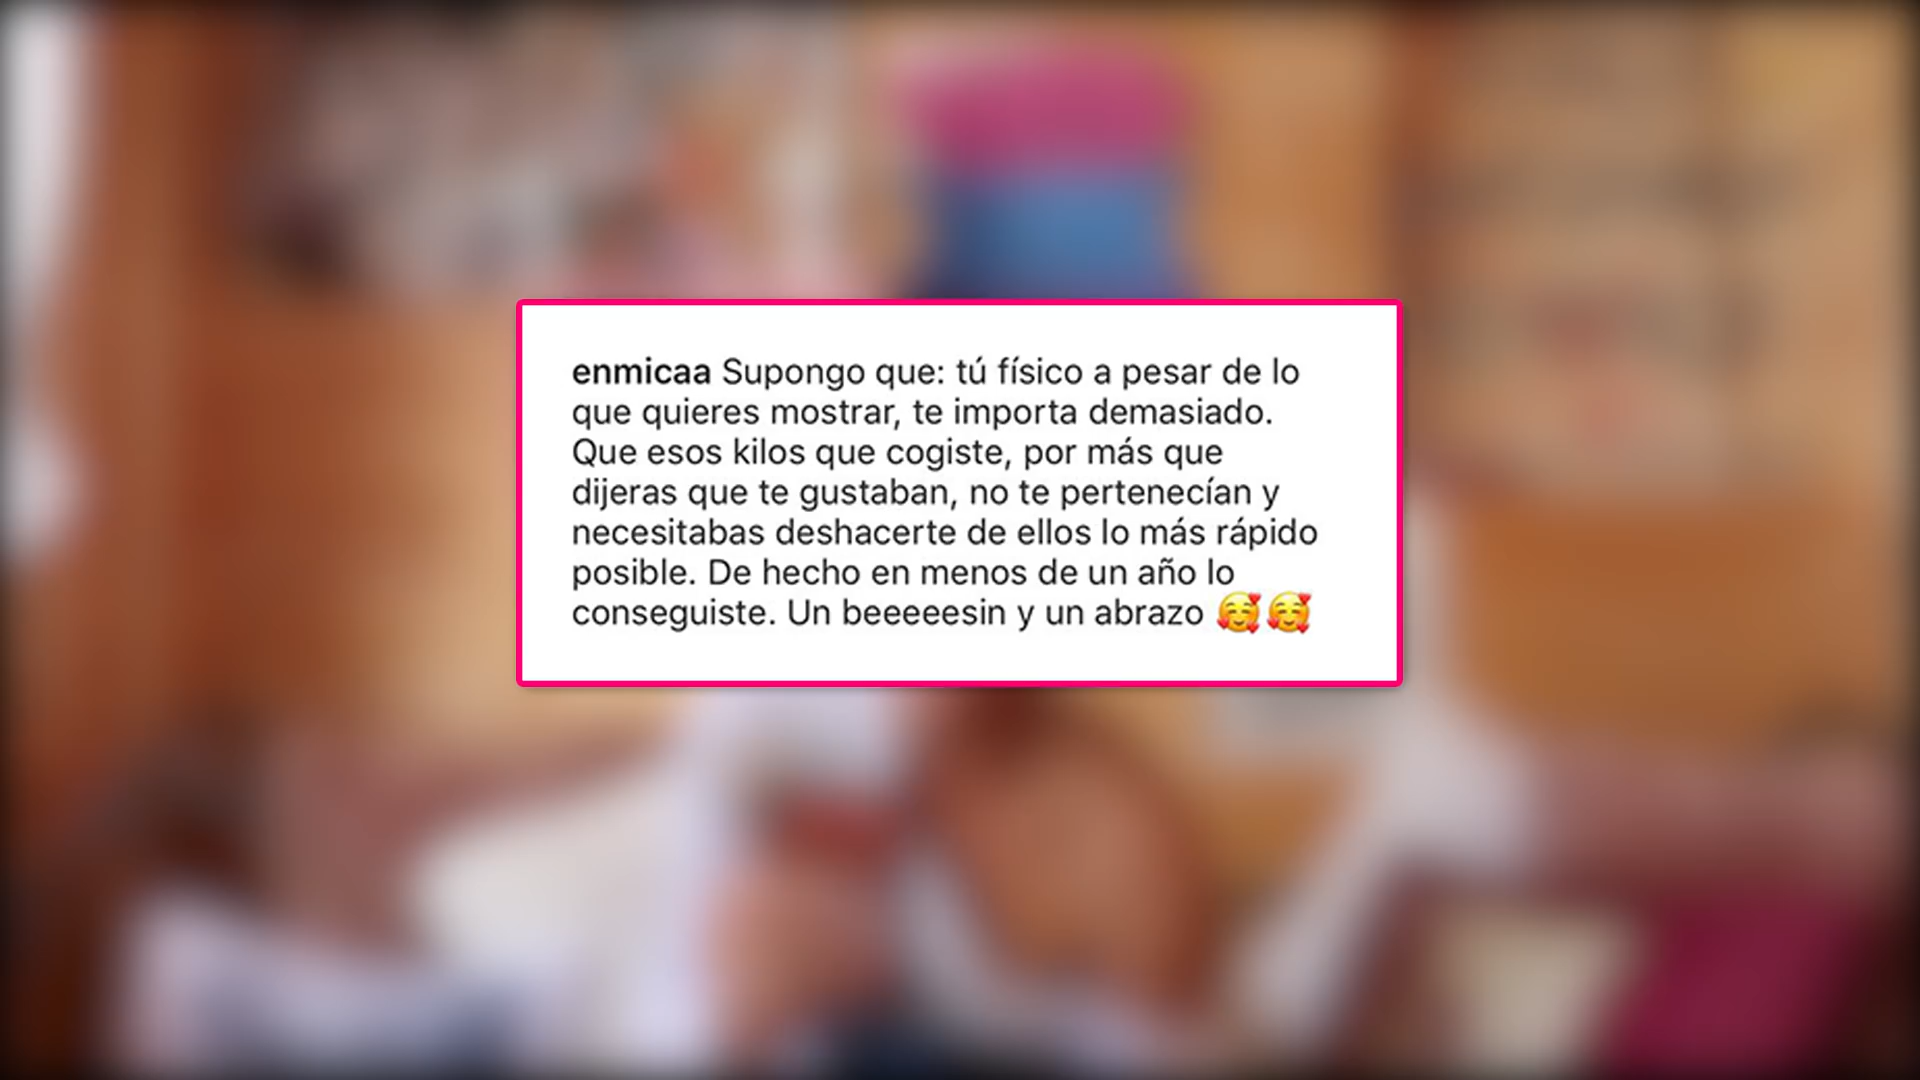 enmicaa Supongo que: tú físico a pesar de lo
que quieres mostrar, te importa demasiado.
Que esos kilos que cogiste, por más que
dijeras que te gustaban, no te pertenecían y
necesitabas deshacerte de ellos lo más rápido
posible. De hecho en menos de un año lo
conseguiste. Un beeeeesin y un abrazo 🥰🥰